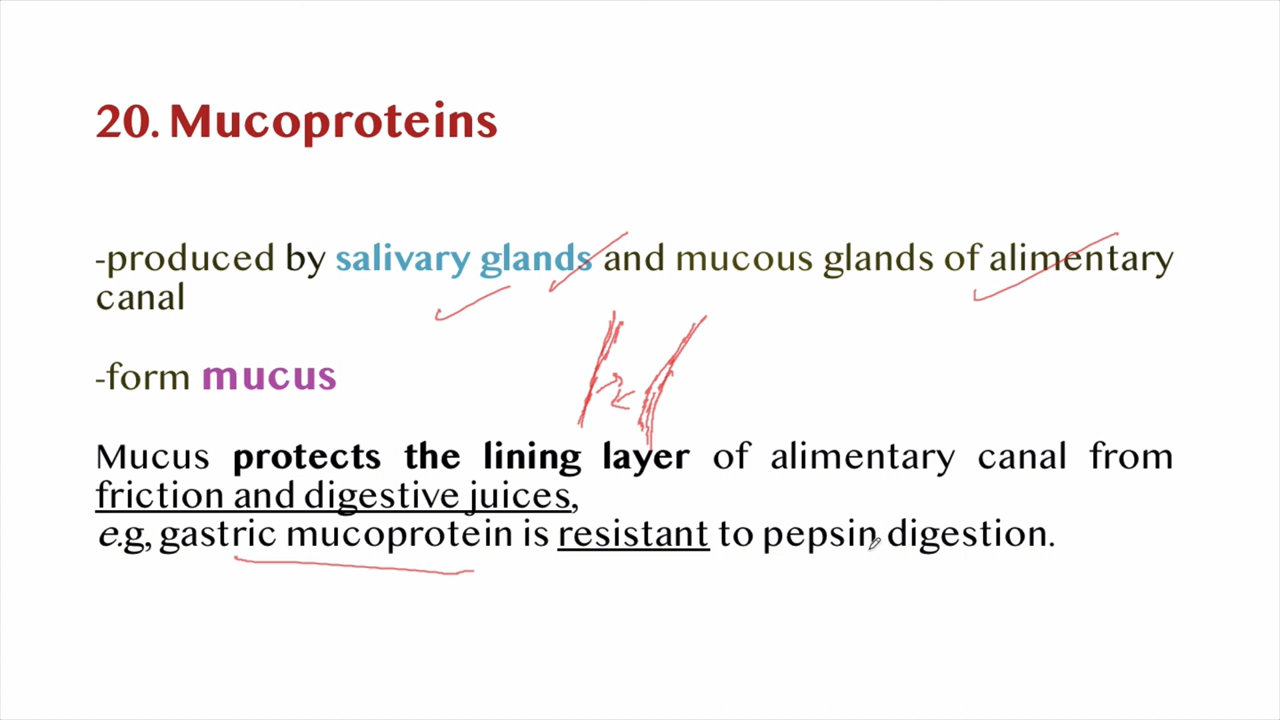 20. Mucoproteins
-produced by salivary glands and mucous glands of alimentary
canal
-form mucus
Mucus protects the lining layer of alimentary canal from
friction and digestive juices,
e.g, gastric mucoprotein is resistant to pepsin digestion.